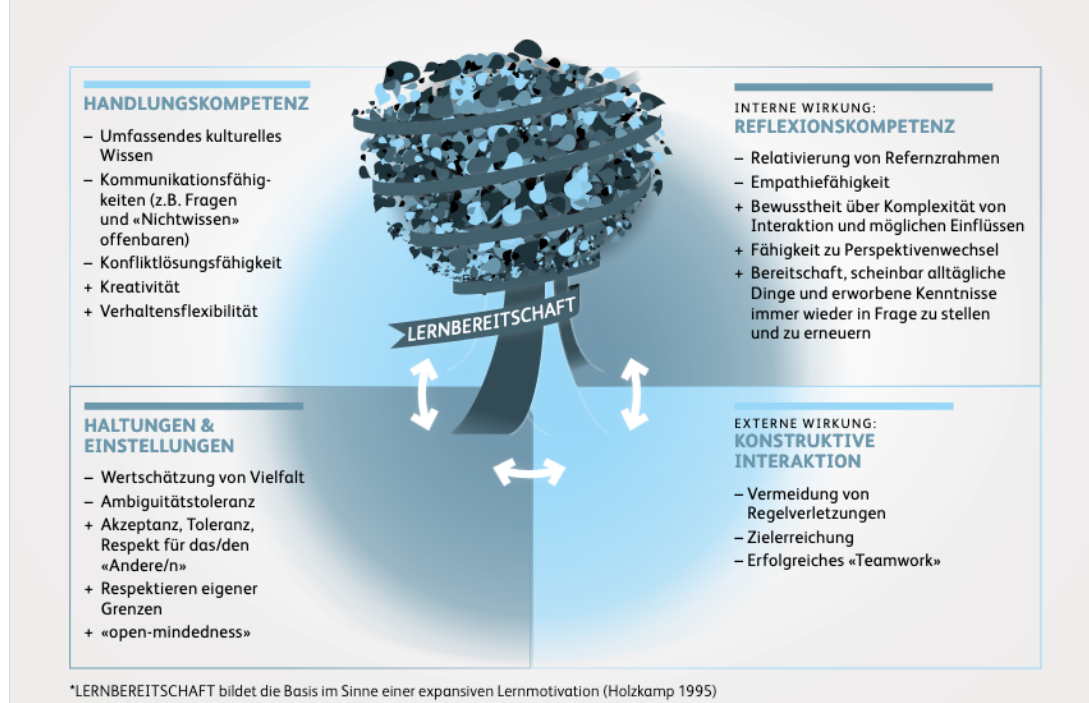 HANDLUNGSKOMPETENZ
– Umfassendes kulturelles
Wissen
– Kommunikationsfähig-
keiten (z.B. Fragen
und «Nichtwissen»
offenbaren)
– Konfliktlösungsfähigkeit
+ Kreativität
+ Verhaltensflexibilität
INTERNE WIRKUNG:
REFLEXIONSKOMPETENZ
– Relativierung von Refernzrahmen
– Empathiefähigkeit
+ Bewusstheit über Komplexität von
Interaktion und möglichen Einflüssen
+ Fähigkeit zu Perspektivenwechsel
+ Bereitschaft, scheinbar alltägliche
Dinge und erworbene Kenntnisse
immer wieder in Frage zu stellen
und zu erneuern
LERNBEREITSCHAFT
HALTUNGEN &
EINSTELLUNGEN
– Wertschätzung von Vielfalt
– Ambiguitätstoleranz
+ Akzeptanz, Toleranz,
Respekt für das/den
«Andere/n»
+ Respektieren eigener
Grenzen
+ «open-mindedness»
EXTERNE WIRKUNG:
KONSTRUKTIVE
INTERAKTION
– Vermeidung von
Regelverletzungen
– Zielerreichung
– Erfolgreiches «Teamwork»
*LERNBEREITSCHAFT bildet die Basis im Sinne einer expansiven Lernmotivation (Holzkamp 1995)